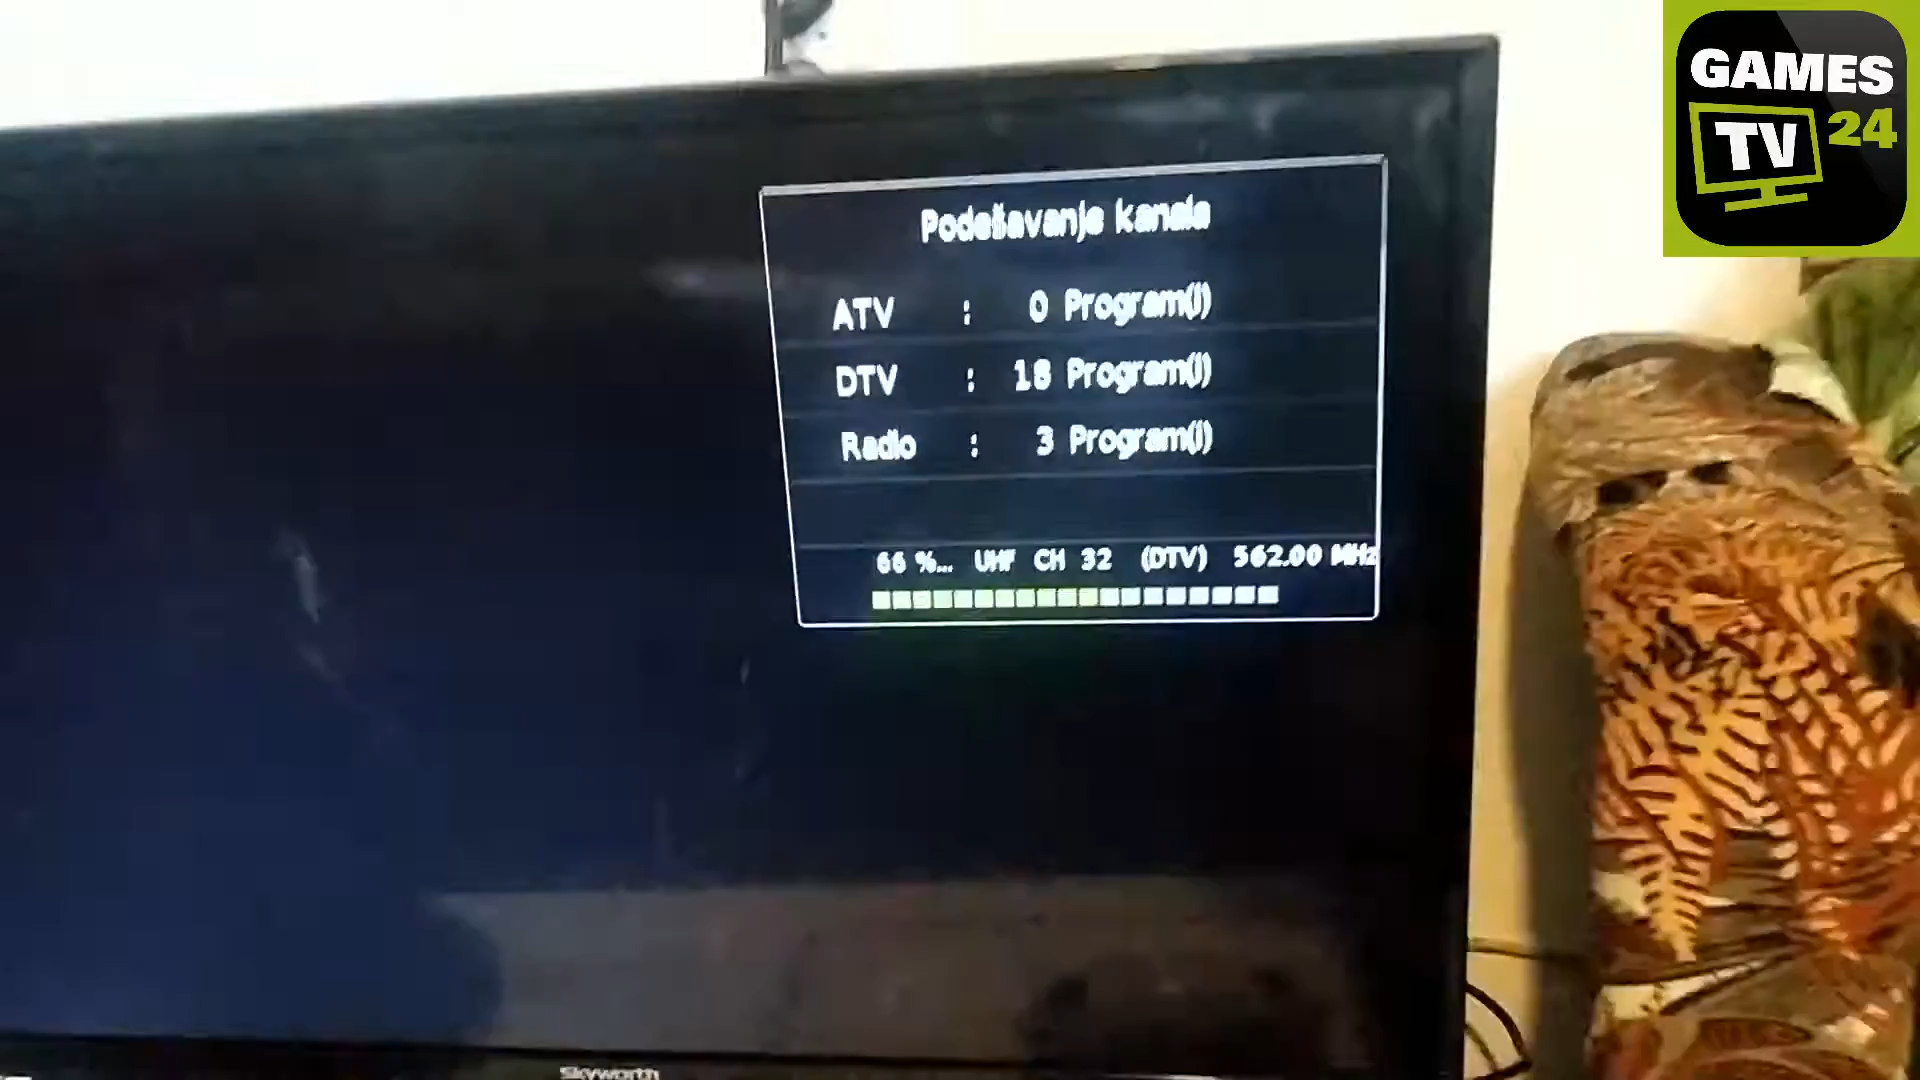 GAMES
TV 24
Podešavanje kanala
ATV : 0 Program(i)
DTV : 18 Program(i)
Radio : 3 Program(i)
66 %... UHF CH 32 (DTV) 562.00 MHz
Skyworth